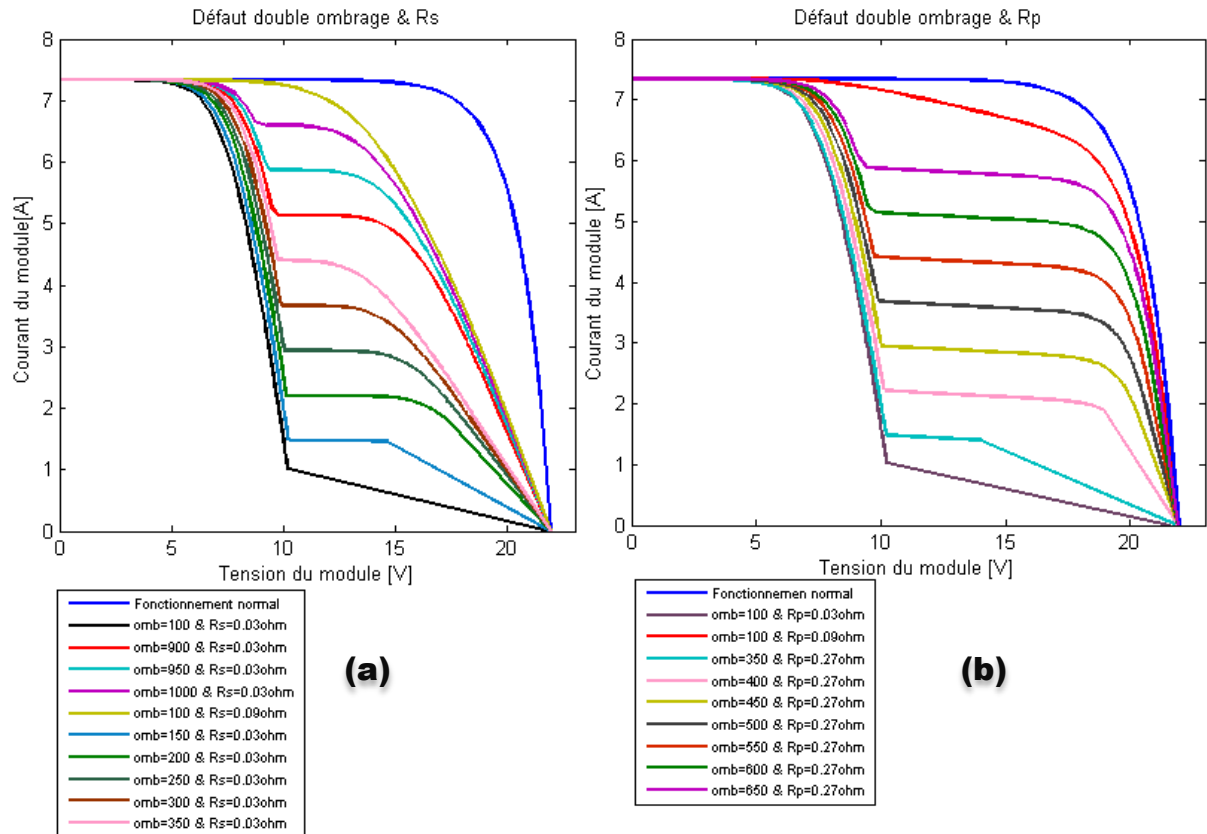 Défaut double ombrage & Rs
8
7
6
5
4
3
2
1
0
Courant du module[A]
0
5
10
15
20
Tension du module [V]
Fonctionnement normal
omb=100 & Rs=0.03ohm
omb=900 & Rs=0.03ohm
omb=950 & Rs=0.03ohm
omb=1000 & Rs=0.03ohm
omb=100 & Rs=0.09ohm
omb=150 & Rs=0.03ohm
omb=200 & Rs=0.03ohm
omb=250 & Rs=0.03ohm
omb=300 & Rs=0.03ohm
omb=350 & Rs=0.03ohm
(a)
Défaut double ombrage & Rp
8
7
6
5
4
3
2
1
0
Courant du module [A]
0
5
10
15
20
Tension du module [V]
Fonctionnemen normal
omb=100 & Rp=0.03ohm
omb=100 & Rp=0.09ohm
omb=350 & Rp=0.27ohm
omb=400 & Rp=0.27ohm
omb=450 & Rp=0.27ohm
omb=500 & Rp=0.27ohm
omb=550 & Rp=0.27ohm
omb=600 & Rp=0.27ohm
omb=650 & Rp=0.27ohm
(b)